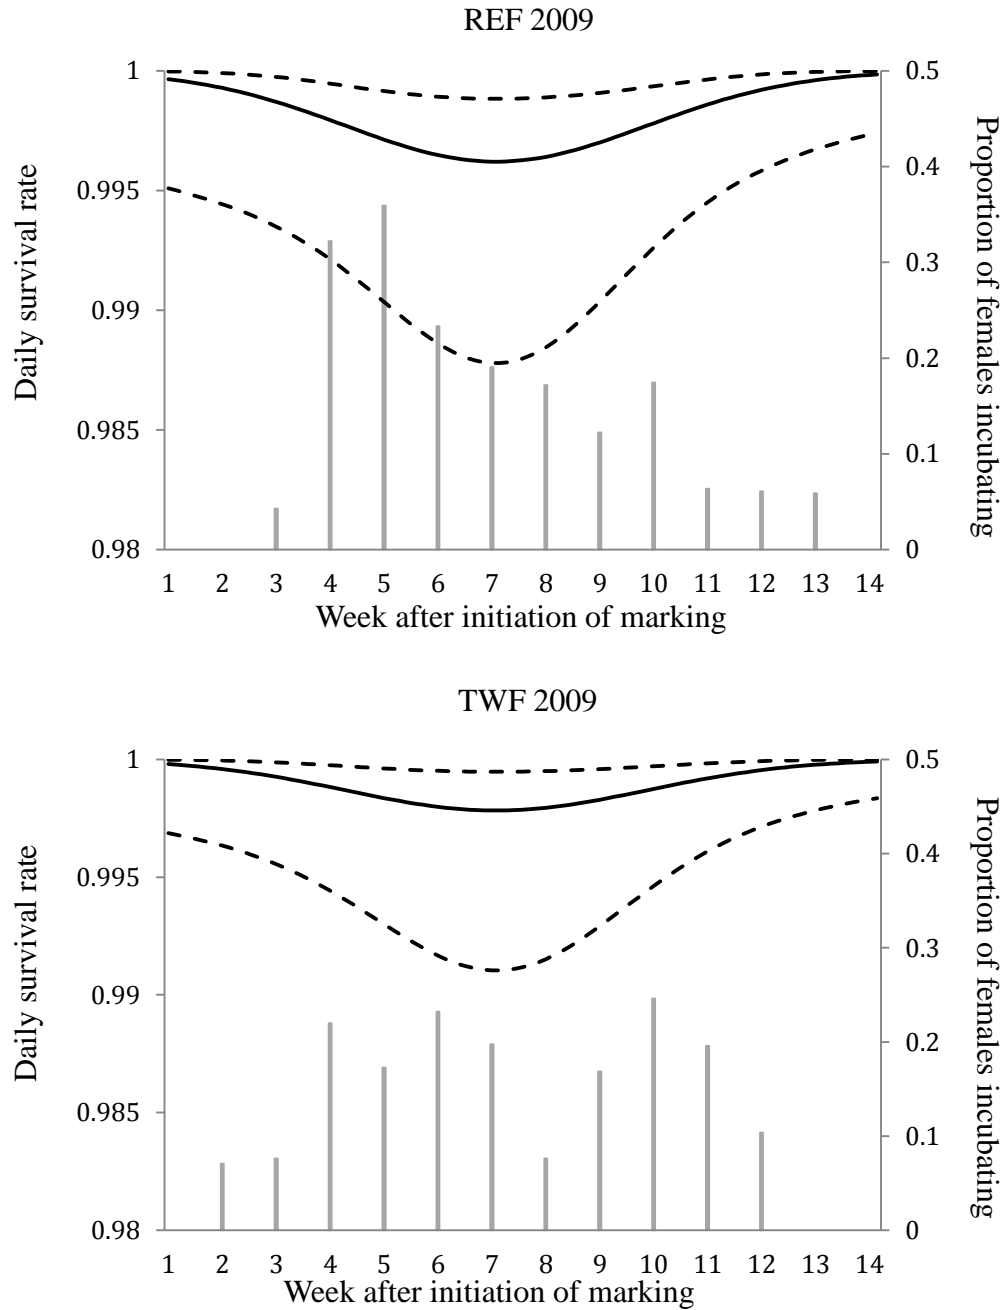 REF 2009
1
0.995
0.99
0.985
0.98
Daily survival rate
0.5
0.4
0.3
0.2
0.1
0
Proportion of females incubating
1 2 3 4 5 6 7 8 9 10 11 12 13 14
Week after initiation of marking
TWF 2009
1
0.995
0.99
0.985
0.98
Daily survival rate
0.5
0.4
0.3
0.2
0.1
0
Proportion of females incubating
1 2 3 4 5 6 7 8 9 10 11 12 13 14
Week after initiation of marking